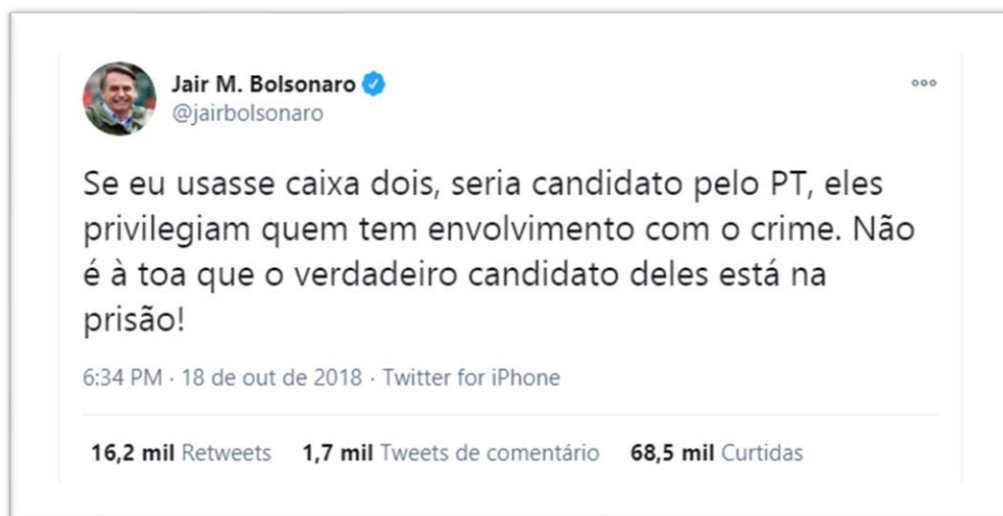 Jair M. Bolsonaro
@jairbolsonaro
Se eu usasse caixa dois, seria candidato pelo PT, eles
privilegiam quem tem envolvimento com o crime. Não
é à toa que o verdadeiro candidato deles está na
prisão!
6:34 PM · 18 de out de 2018 · Twitter for iPhone
16,2 mil Retweets 1,7 mil Tweets de comentário 68,5 mil Curtidas